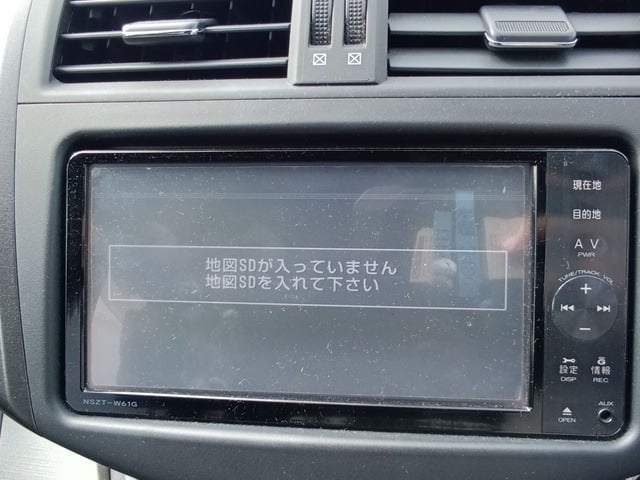 地図SDが入っていません
地図SDを入れて下さい
現在地
目的地
AV
PWR
TUNE/TRACK VOL
設定 情報
DISP REC
OPEN AUX
NSZT-W61G